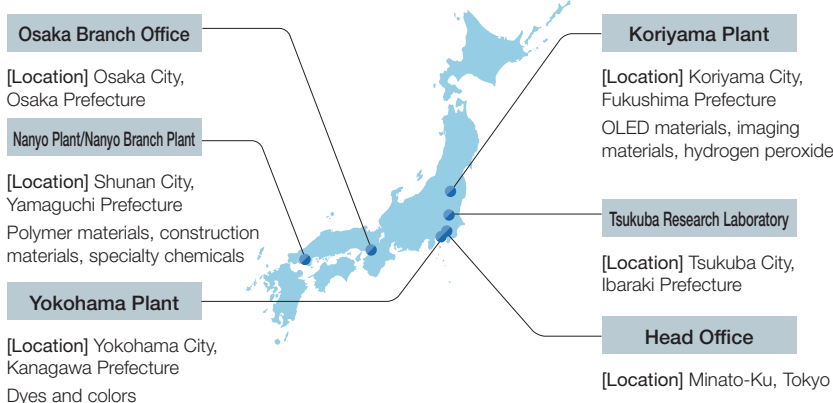 Osaka Branch Office
[Location] Osaka City,
Osaka Prefecture
Nanyo Plant/Nanyo Branch Plant
[Location] Shunan City,
Yamaguchi Prefecture
Polymer materials, construction
materials, specialty chemicals
Yokohama Plant
[Location] Yokohama City,
Kanagawa Prefecture
Dyes and colors
Koriyama Plant
[Location] Koriyama City,
Fukushima Prefecture
OLED materials, imaging
materials, hydrogen peroxide
Tsukuba Research Laboratory
[Location] Tsukuba City,
Ibaraki Prefecture
Head Office
[Location] Minato-Ku, Tokyo